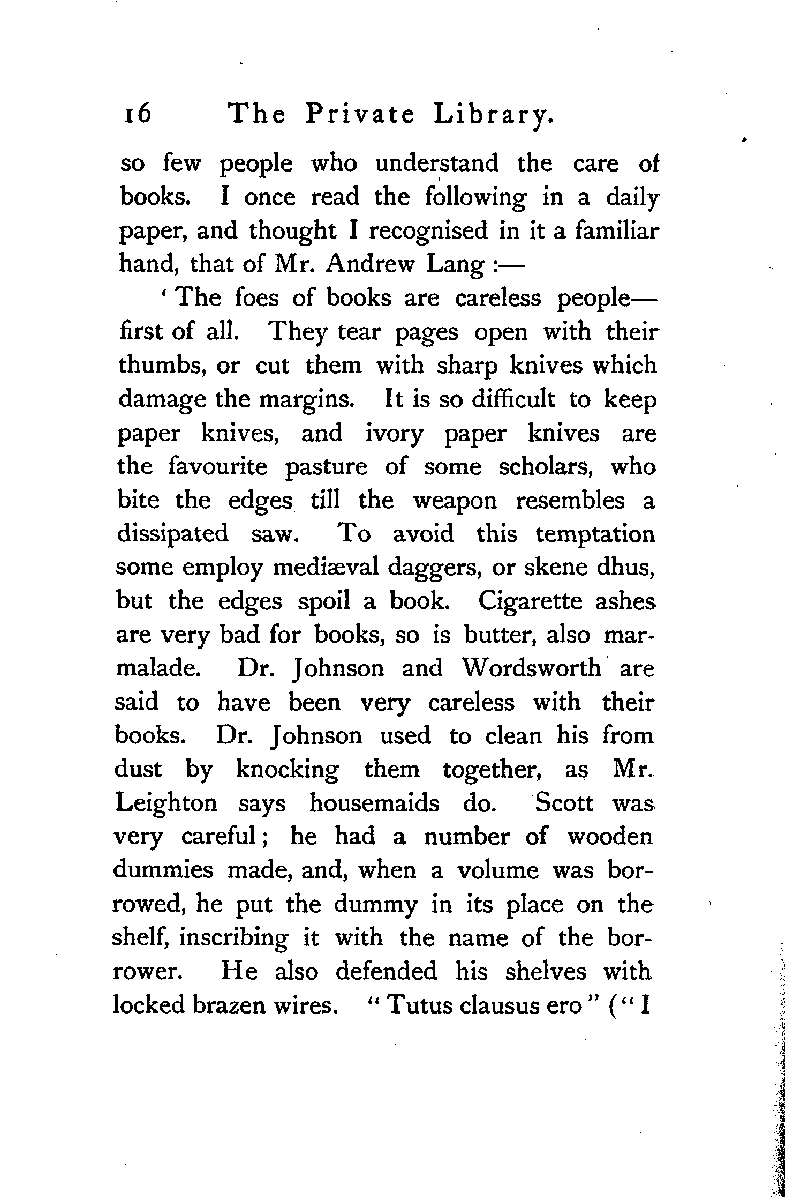 16 The Private Library.
so few people who understand the care of
books. I once read the following in a daily
paper, and thought I recognised in it a familiar
hand, that of Mr. Andrew Lang :—
‘ The foes of books are careless people—
first of all. They tear pages open with their
thumbs, or cut them with sharp knives which
damage the margins. It is so difficult to keep
paper knives, and ivory paper knives are
the favourite pasture of some scholars, who
bite the edges till the weapon resembles a
dissipated saw. To avoid this temptation
some employ mediæval daggers, or skene dhus,
but the edges spoil a book. Cigarette ashes
are very bad for books, so is butter, also mar-
malade. Dr. Johnson and Wordsworth are
said to have been very careless with their
books. Dr. Johnson used to clean his from
dust by knocking them together, as Mr.
Leighton says housemaids do. Scott was
very careful ; he had a number of wooden
dummies made, and, when a volume was bor-
rowed, he put the dummy in its place on the
shelf, inscribing it with the name of the bor-
rower. He also defended his shelves with
locked brazen wires. “ Tutus clausus ero ” (“ I